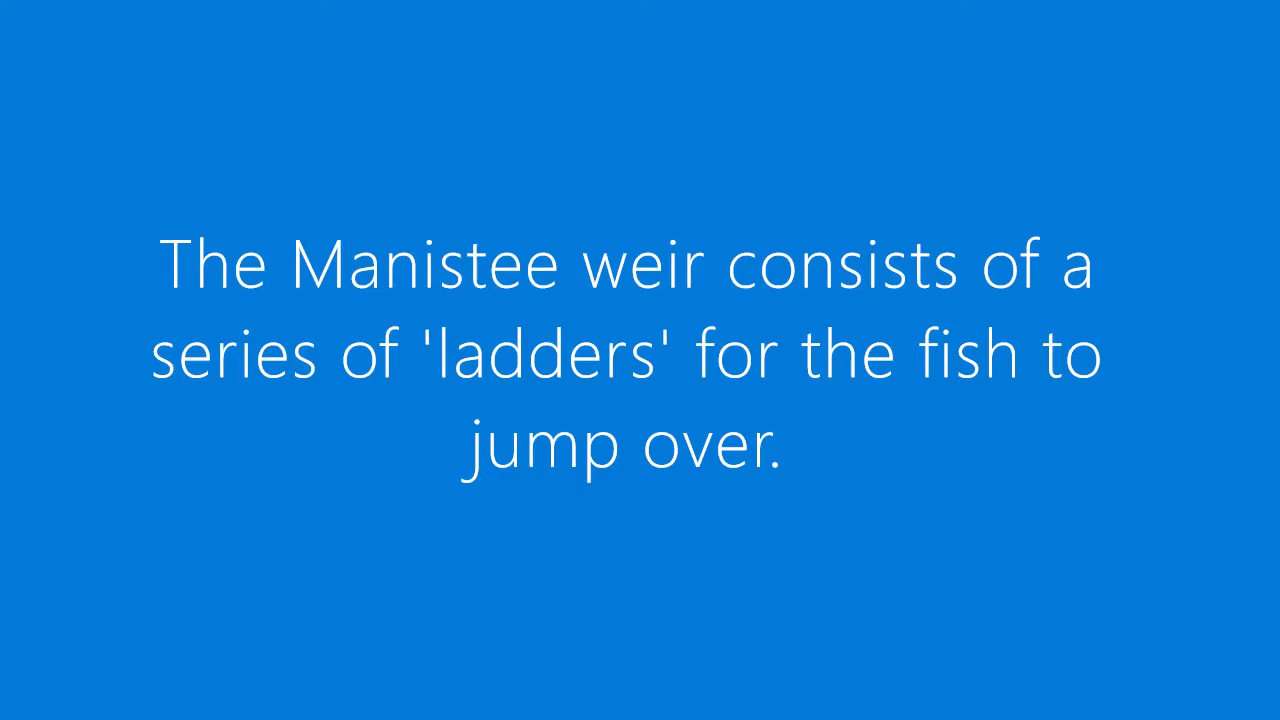 The Manistee weir consists of a
series of 'ladders' for the fish to
jump over.